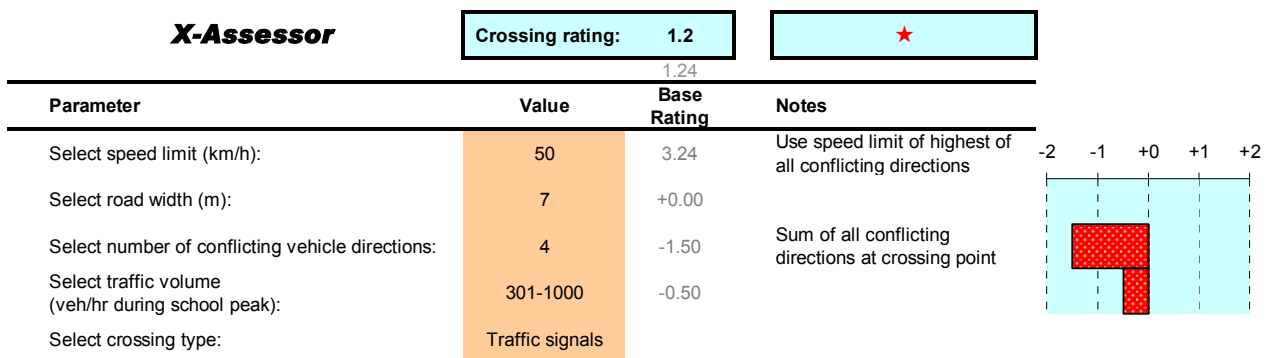 X-Assessor
Crossing rating: 1.2 ★
1.24
Parameter Value Base Rating Notes
Select speed limit (km/h): 50 3.24 Use speed limit of highest of
all conflicting directions
-2 -1 +0 +1 +2
Select road width (m): 7 +0.00
Select number of conflicting vehicle directions: 4 -1.50 Sum of all conflicting
directions at crossing point
Select traffic volume
(veh/hr during school peak): 301-1000 -0.50
Select crossing type: Traffic signals